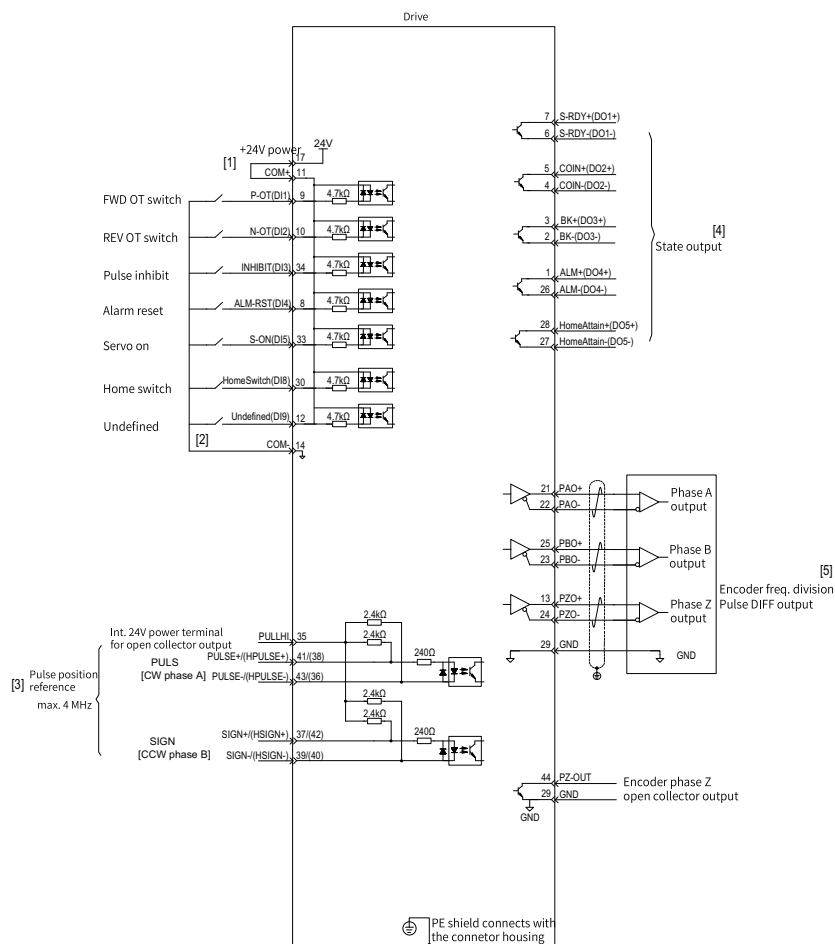 Drive
[1]
+24V power
24V
17
COM+ 11
FWD OT switch
P-OT(DI1) 9
4.7kΩ
REV OT switch
N-OT(DI2) 10
4.7kΩ
Pulse inhibit
INHIBIT(DI3) 34
4.7kΩ
Alarm reset
ALM-RST(DI4) 8
4.7kΩ
Servo on
S-ON(DI5) 33
4.7kΩ
Home switch
HomeSwitch(DI8) 30
4.7kΩ
Undefined
Undefined(DI9) 12
4.7kΩ
[2]
COM- 14
7 S-RDY+(DO1+)
6 S-RDY-(DO1-)
5 COIN+(DO2+)
4 COIN-(DO2-)
3 BK+(DO3+)
2 BK-(DO3-)
1 ALM+(DO4+)
26 ALM-(DO4-)
28 HomeAttain+(DO5+)
27 HomeAttain-(DO5-)
[4]
State output
21 PAO+
22 PAO-
Phase A
output
25 PBO+
23 PBO-
Phase B
output
13 PZO+
24 PZO-
Phase Z
output
29 GND
GND
[5]
Encoder freq. division
Pulse DIFF output
Int. 24V power terminal
for open collector output
PULLHI 35
2.4kΩ
2.4kΩ
240Ω
PULS
[CW phase A]
PULSE+/(HPULSE+) 41/(38)
PULSE-/(HPULSE-) 43/(36)
[3] Pulse position
reference
max. 4 MHz
2.4kΩ
2.4kΩ
240Ω
SIGN
[CCW phase B]
SIGN+/(HSIGN+) 37/(42)
SIGN-/(HSIGN-) 39/(40)
44 PZ-OUT
29 GND
GND
Encoder phase Z
open collector output
PE shield connects with
the connetor housing